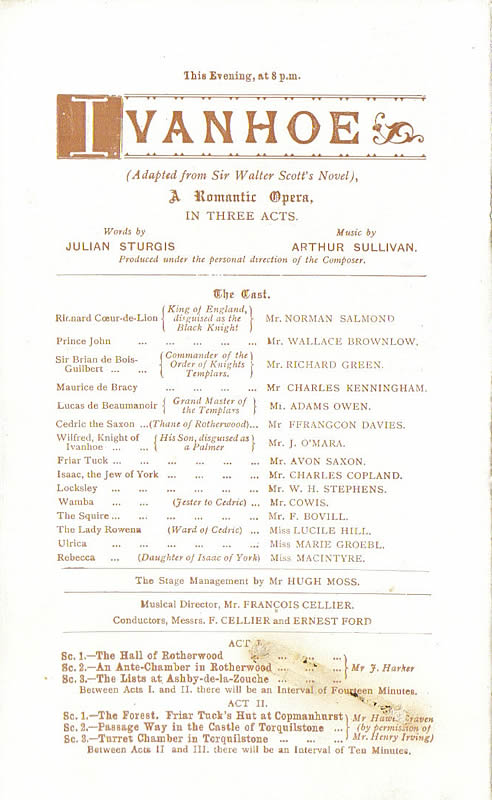 This Evening, at 8 p.m.
IVANHOE
(Adapted from Sir Walter Scott's Novel),
A Romantic Opera,
IN THREE ACTS.
Words by Music by
JULIAN STURGIS ARTHUR SULLIVAN.
Produced under the personal direction of the Composer.
The Cast.
Richard Cœur-de-Lion {King of England, disguised as the Black Knight} Mr. NORMAN SALMOND
Prince John ... ... ... ... ... Mr. WALLACE BROWNLOW.
Sir Brian de Bois-Guilbert ... ... {Commander of the Order of Knights Templars.} Mr. RICHARD GREEN.
Maurice de Bracy ... ... ... ... Mr CHARLES KENNINGHAM.
Lucas de Beaumanoir {Grand Master of the Templars} Mr. ADAMS OWEN.
Cedric the Saxon ...(Thane of Rotherwood)... Mr FFRANGCON DAVIES.
Wilfred, Knight of Ivanhoe ... ... {His Son, disguised as a Palmer} Mr. J. O'MARA.
Friar Tuck ... ... ... ... ... ... Mr. AVON SAXON.
Isaac, the Jew of York ... ... ... ... Mr. CHARLES COPLAND.
Locksley ... ... ... ... ... ... Mr. W. H. STEPHENS.
Wamba ... ... (Jester to Cedric) ... Mr. COWIS.
The Squire ... ... ... ... ... ... Mr. F. BOVILL.
The Lady Rowena (Ward of Cedric) ... Miss LUCILE HILL.
Ulrica ... ... ... ... ... ... Miss MARIE GROEBL.
Rebecca ... (Daughter of Isaac of York) Miss MACINTYRE.
The Stage Management by Mr HUGH MOSS.
Musical Director, Mr. FRANÇOIS CELLIER.
Conductors, Messrs. F. CELLIER and ERNEST FORD
ACT I.
Sc. 1.—The Hall of Rotherwood ... ... ...
Sc. 2.—An Ante-Chamber in Rotherwood ... ... ... } Mr J. Harker
Sc. 3.—The Lists at Ashby-de-la-Zouche ... ... ...
Between Acts I. and II. there will be an Interval of Fourteen Minutes.
ACT II.
Sc. 1.—The Forest. Friar Tuck's Hut at Copmanhurst } Mr Craven
Sc. 2.—Passage Way in the Castle of Torquilstone ... } (by permission of
Sc. 3.—Turret Chamber in Torquilstone ... ... ... } Mr. Henry Irving)
Between Acts II and III. there will be an Interval of Ten Minutes.